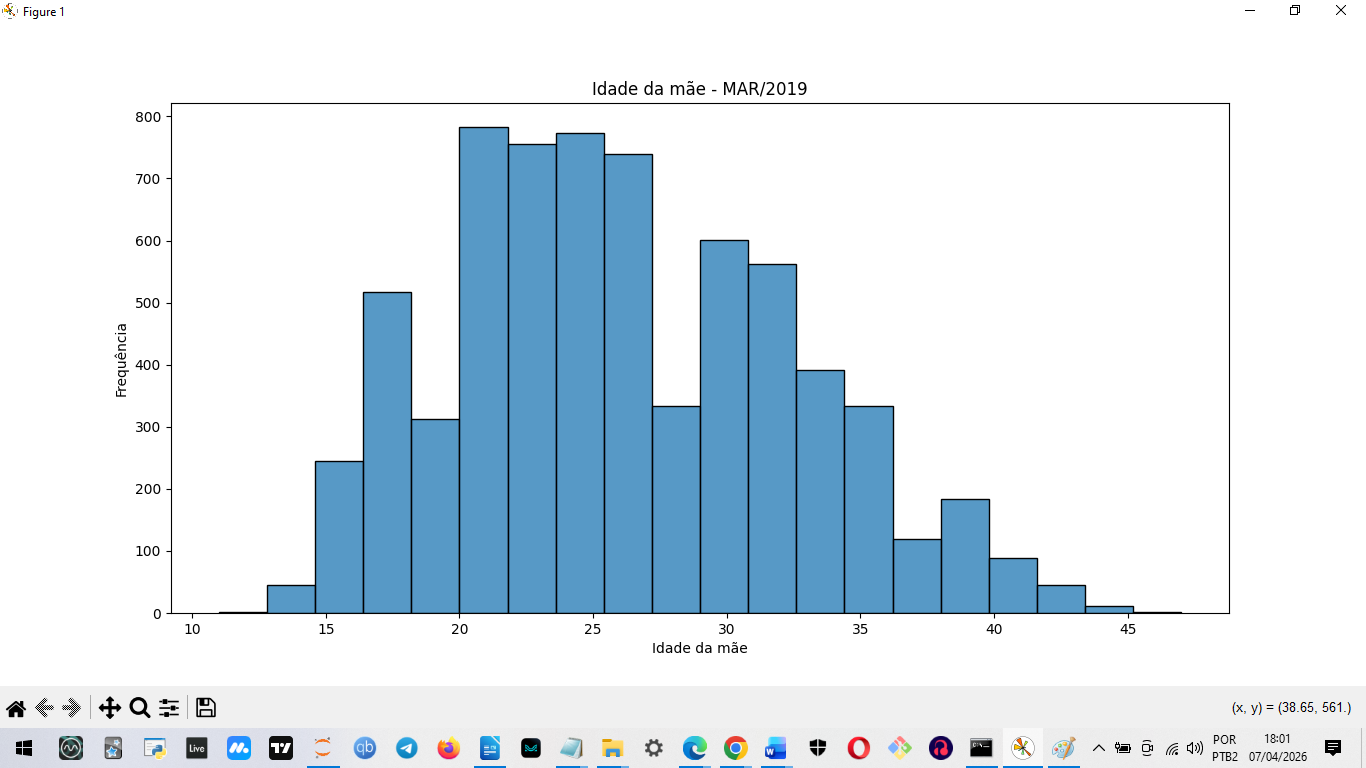 Figure 1
Idade da mãe - MAR/2019
800
700
600
500
400
300
200
100
0
Frequência
10 15 20 25 30 35 40 45
Idade da mãe
(x, y) = (38.65, 561.)
qb
Live
POR
PTB2
18:01
07/04/2026